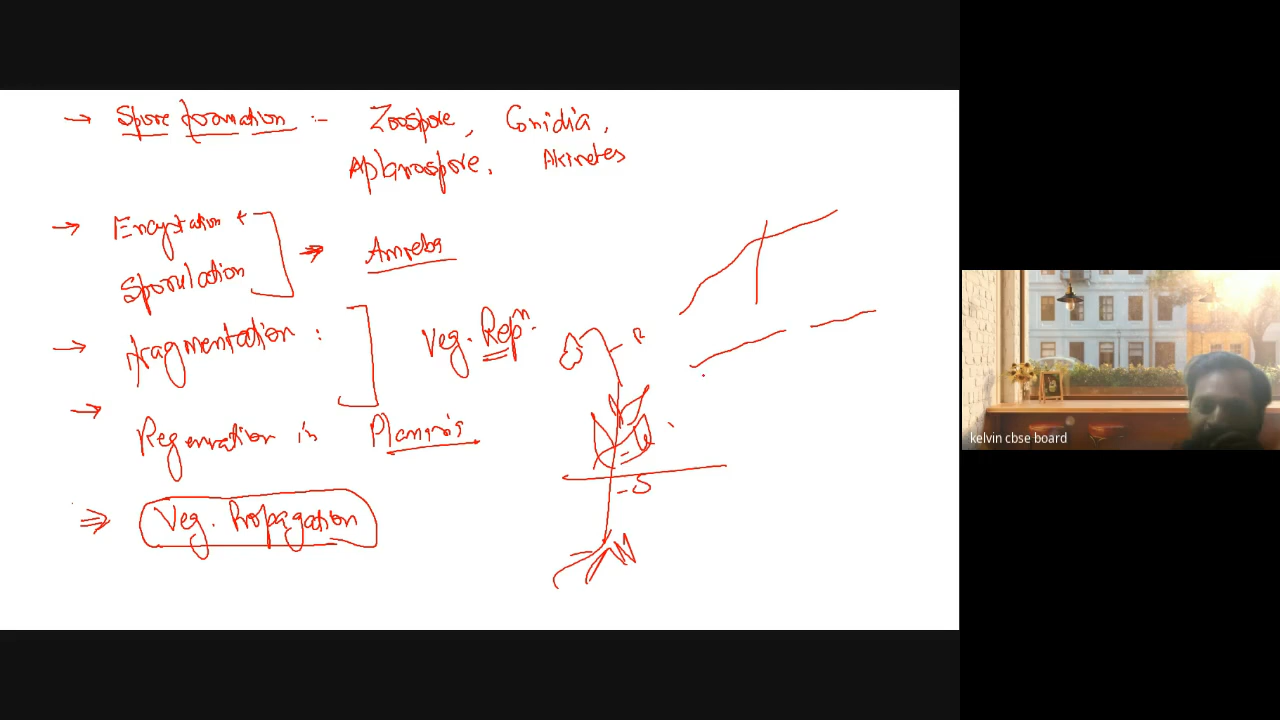 → Spore formation :- Zoospore, Conidia,
Aplanospore, Akinetes
→ Encystation +
Sporulation → Amoeba
→ fragmentation :
Veg. Repⁿ.
→ Regenration in Planaria
⇒ Veg. Propagation
R
L
-S
kelvin cbse board